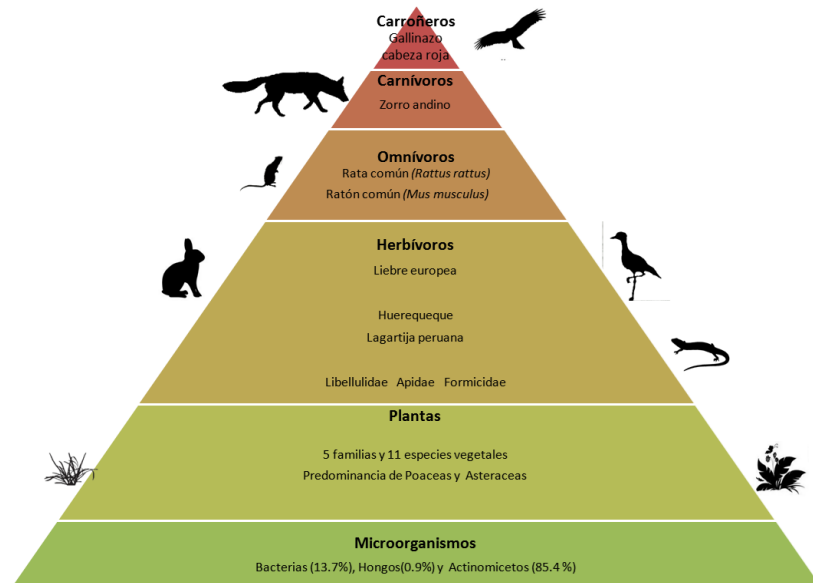 Carroñeros
Gallinazo
cabeza roja
Carnívoros
Zorro andino
Omnívoros
Rata común (Rattus rattus)
Ratón común (Mus musculus)
Herbívoros
Liebre europea
Huerequeque
Lagartija peruana
Libellulidae Apidae Formicidae
Plantas
5 familias y 11 especies vegetales
Predominancia de Poaceas y Asteraceas
Microorganismos
Bacterias (13.7%), Hongos(0.9%) y Actinomicetos (85.4 %)